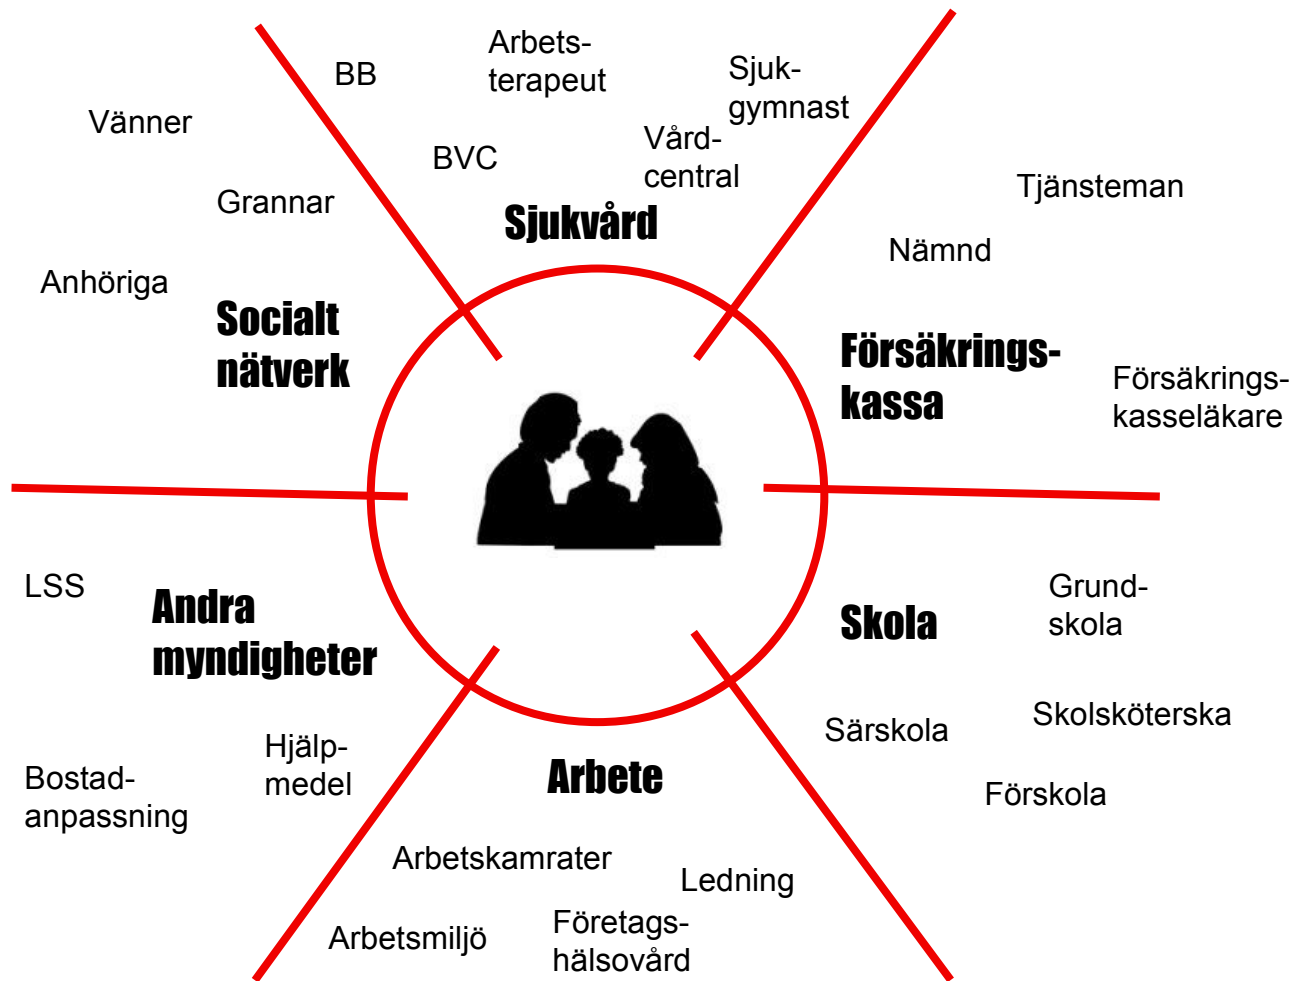 BB
Arbets-
terapeut
Sjuk-
gymnast
BVC
Vård-
central
Sjukvård
Vänner
Grannar
Anhöriga
Socialt
nätverk
Tjänsteman
Nämnd
Försäkrings-
kassa
Försäkrings-
kasseläkare
LSS
Andra
myndigheter
Hjälp-
medel
Bostad-
anpassning
Skola
Grund-
skola
Särskola
Skolsköterska
Förskola
Arbete
Arbetskamrater
Ledning
Arbetsmiljö
Företags-
hälsovård